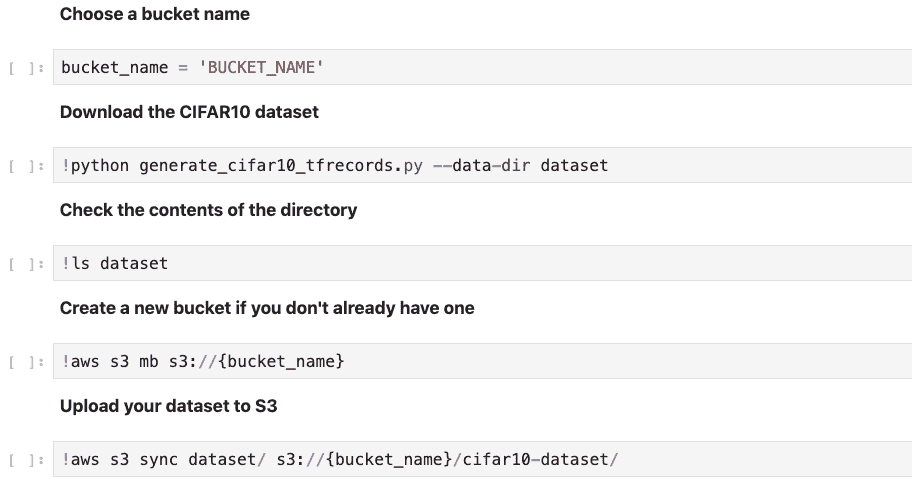 Choose a bucket name
[ ]: bucket_name = 'BUCKET_NAME'
Download the CIFAR10 dataset
[ ]: !python generate_cifar10_tfrecords.py --data-dir dataset
Check the contents of the directory
[ ]: !ls dataset
Create a new bucket if you don't already have one
[ ]: !aws s3 mb s3://{bucket_name}
Upload your dataset to S3
[ ]: !aws s3 sync dataset/ s3://{bucket_name}/cifar10-dataset/